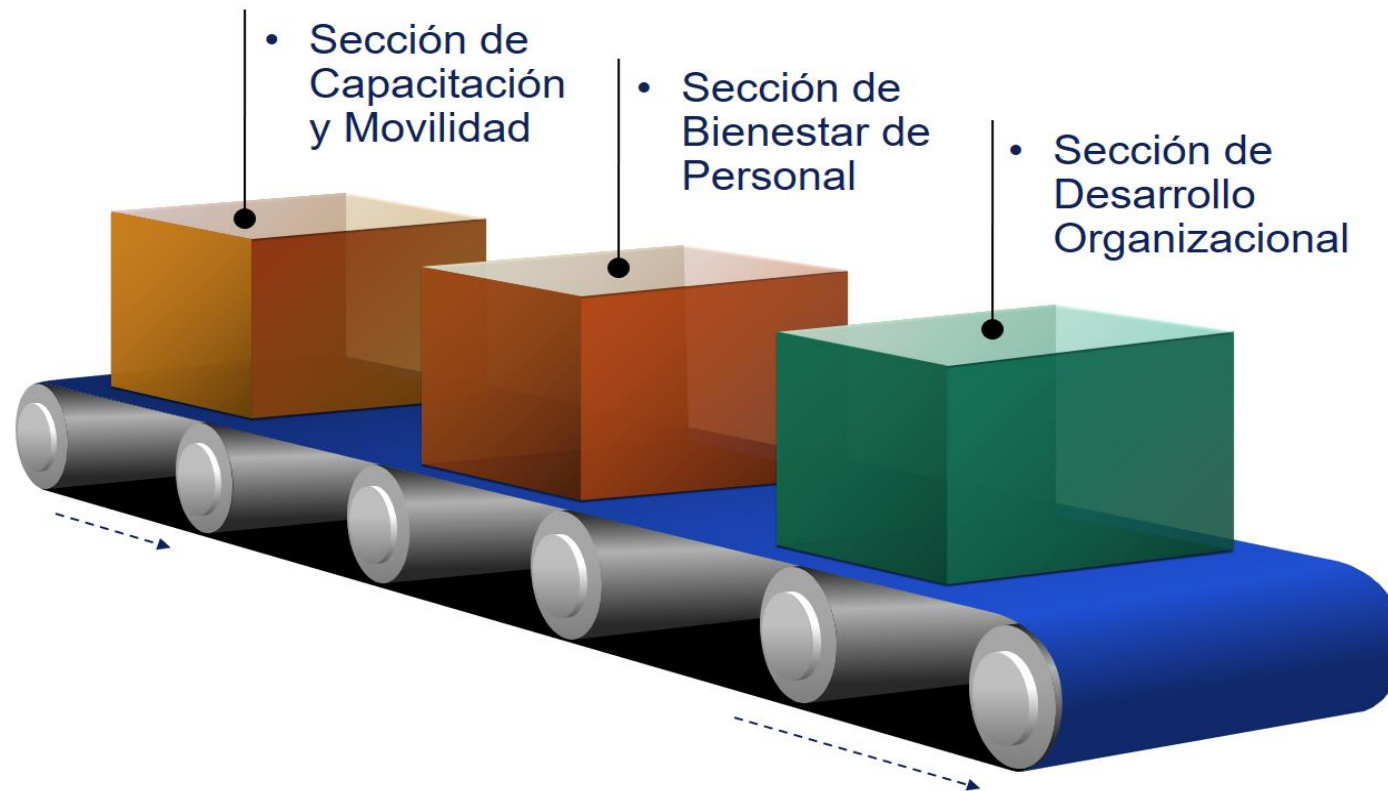 • Sección de
Capacitación
y Movilidad
• Sección de
Bienestar de
Personal
• Sección de
Desarrollo
Organizacional